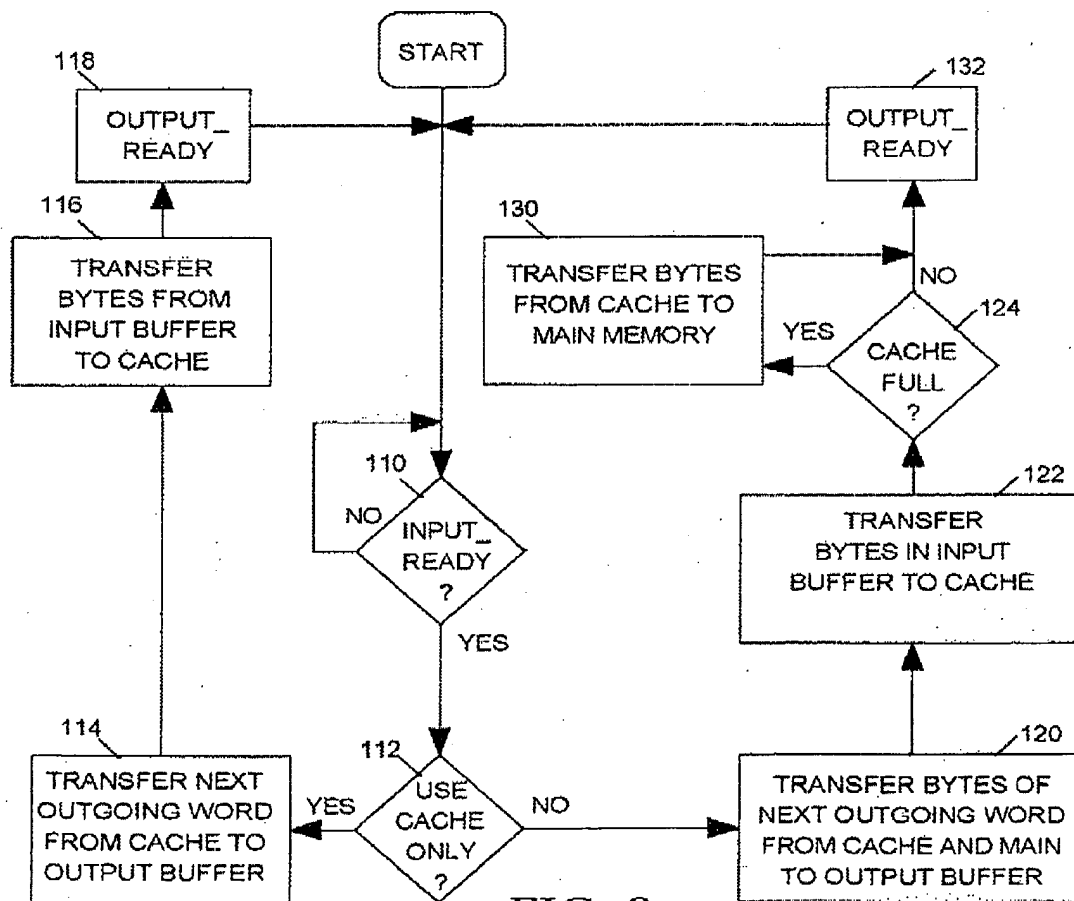 START
118
OUTPUT_
READY
132
OUTPUT_
READY
116
TRANSFER
BYTES FROM
INPUT BUFFER
TO CACHE
130
TRANSFER BYTES
FROM CACHE TO
MAIN MEMORY
NO
YES
124
CACHE
FULL
?
110
NO
INPUT_
READY
?
YES
122
TRANSFER
BYTES IN INPUT
BUFFER TO CACHE
114
TRANSFER NEXT
OUTGOING WORD
FROM CACHE TO
OUTPUT BUFFER
YES
112
USE
CACHE
ONLY
?
NO
120
TRANSFER BYTES OF
NEXT OUTGOING WORD
FROM CACHE AND MAIN
TO OUTPUT BUFFER